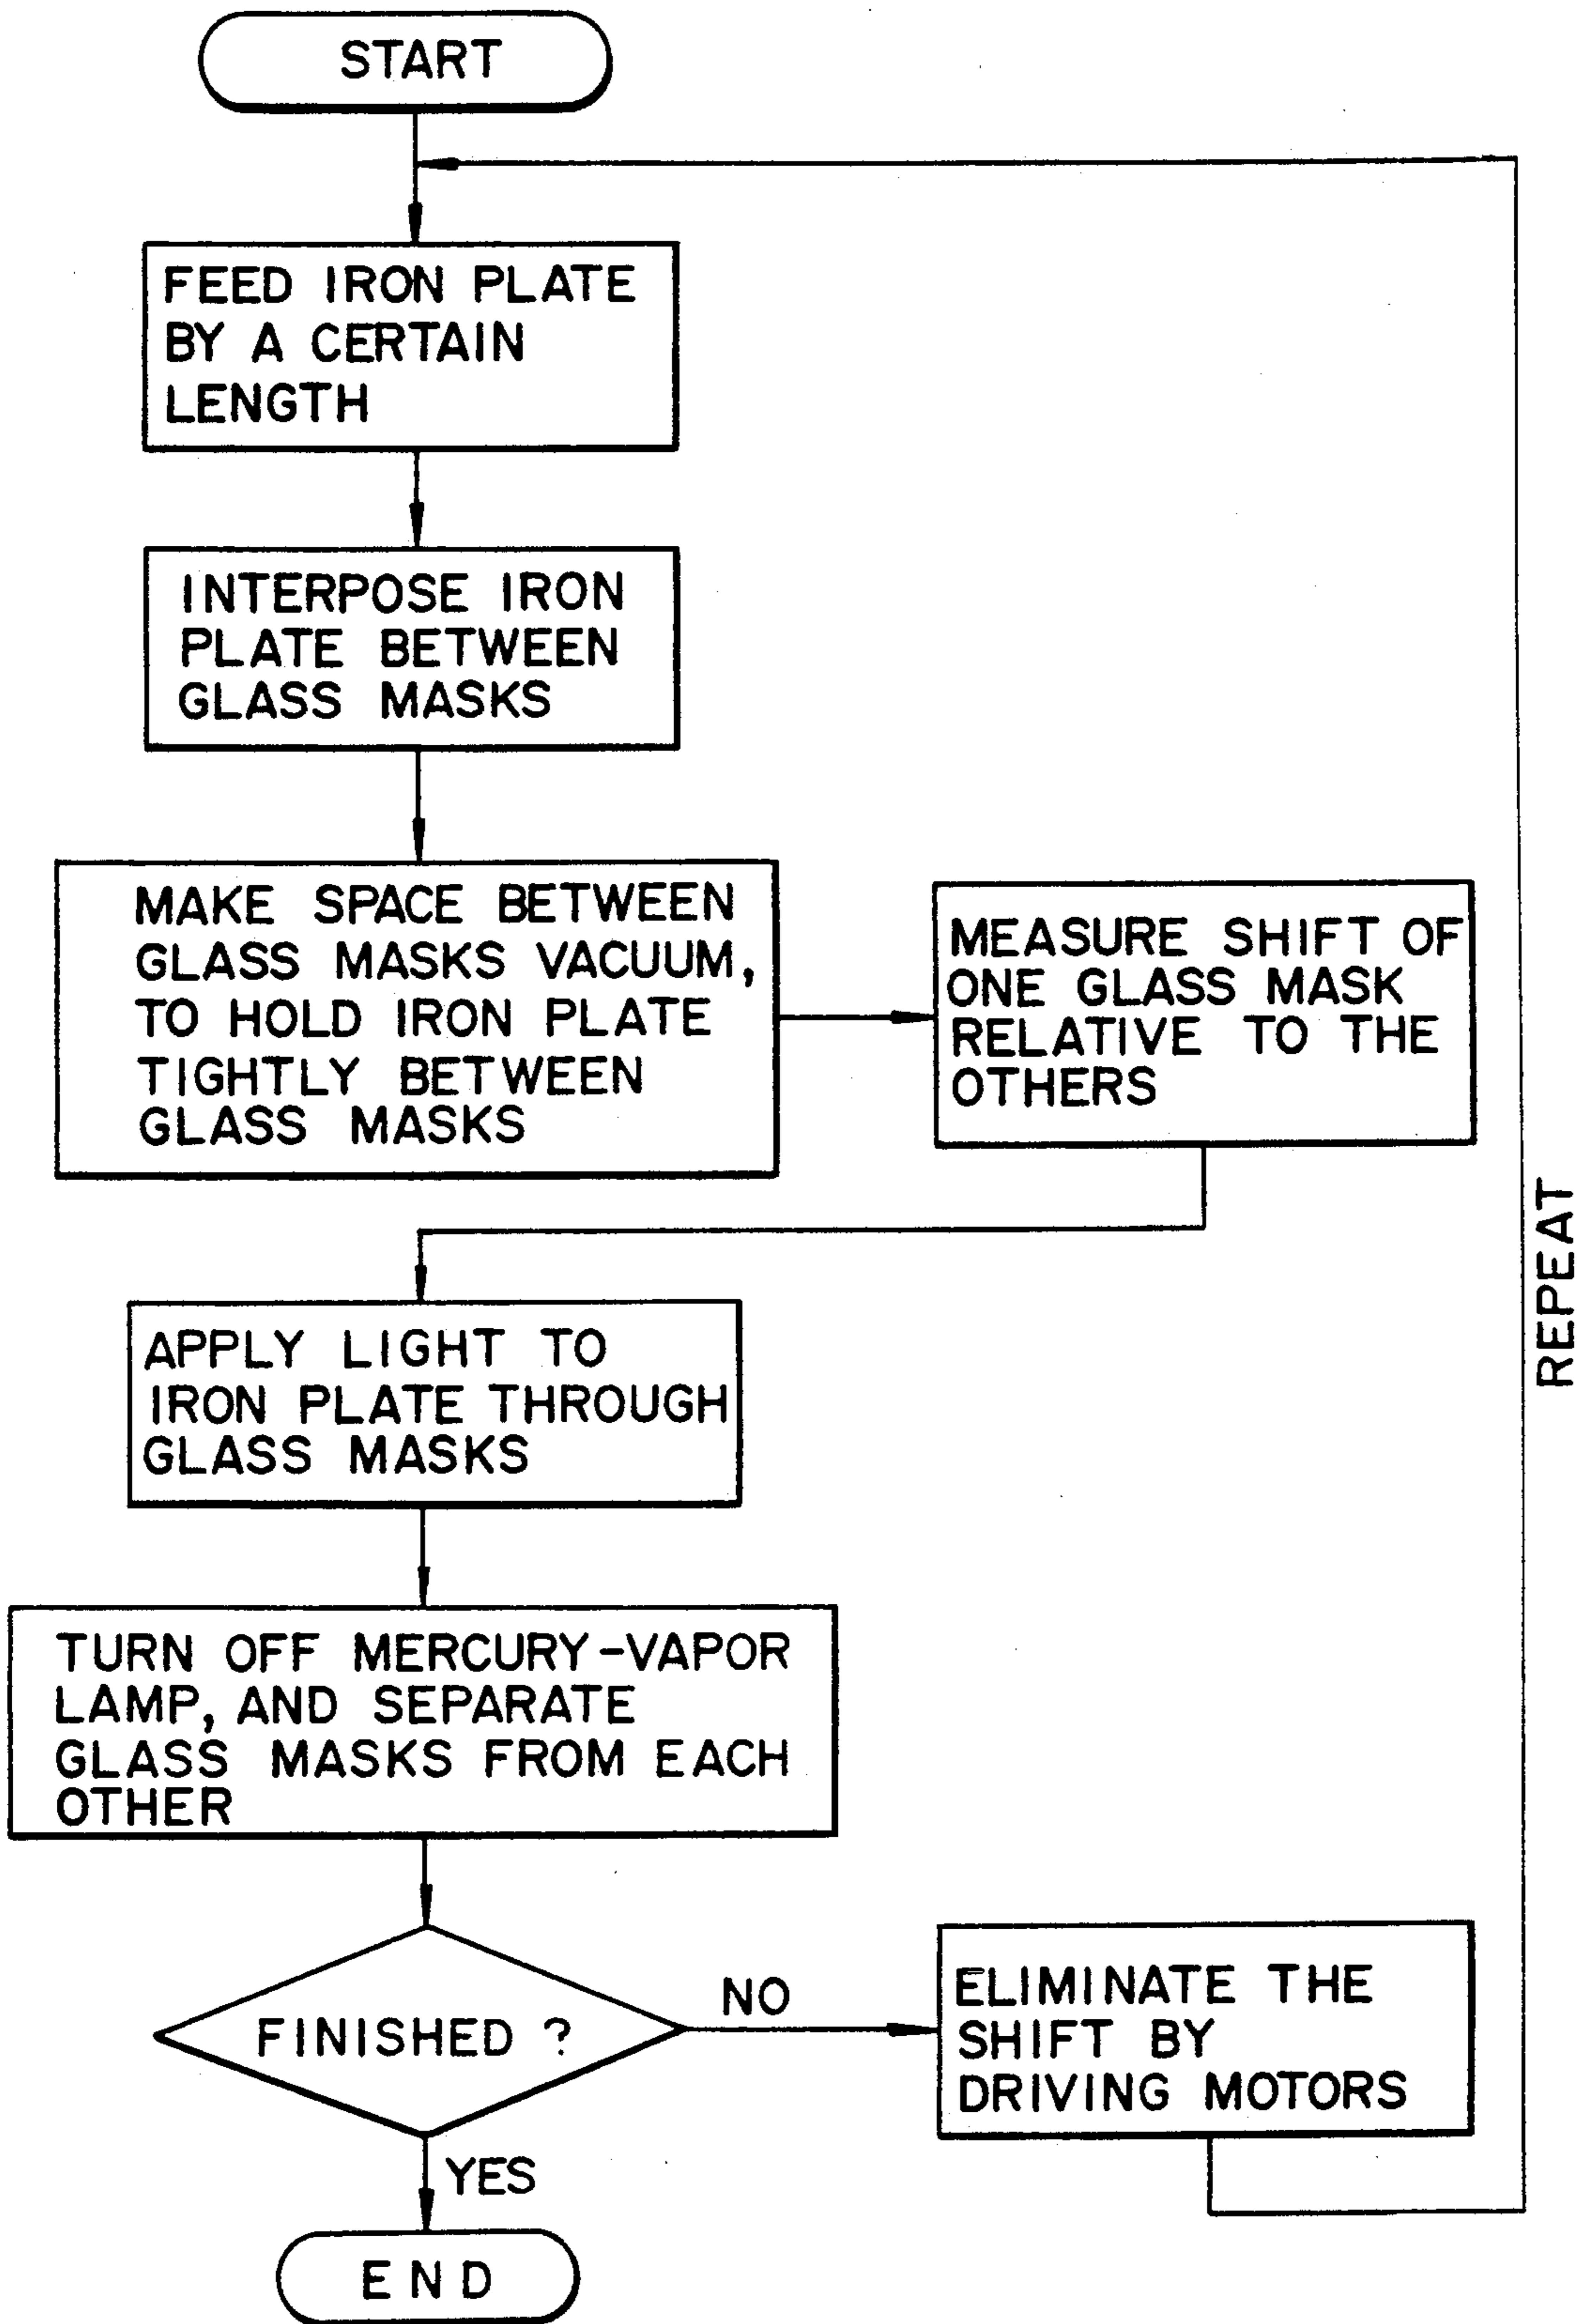 START
FEED IRON PLATE
BY A CERTAIN
LENGTH
INTERPOSE IRON
PLATE BETWEEN
GLASS MASKS
MAKE SPACE BETWEEN
GLASS MASKS VACUUM,
TO HOLD IRON PLATE
TIGHTLY BETWEEN
GLASS MASKS
MEASURE SHIFT OF
ONE GLASS MASK
RELATIVE TO THE
OTHERS
APPLY LIGHT TO
IRON PLATE THROUGH
GLASS MASKS
TURN OFF MERCURY-VAPOR
LAMP, AND SEPARATE
GLASS MASKS FROM EACH
OTHER
FINISHED ?
NO
ELIMINATE THE
SHIFT BY
DRIVING MOTORS
REPEAT
YES
END